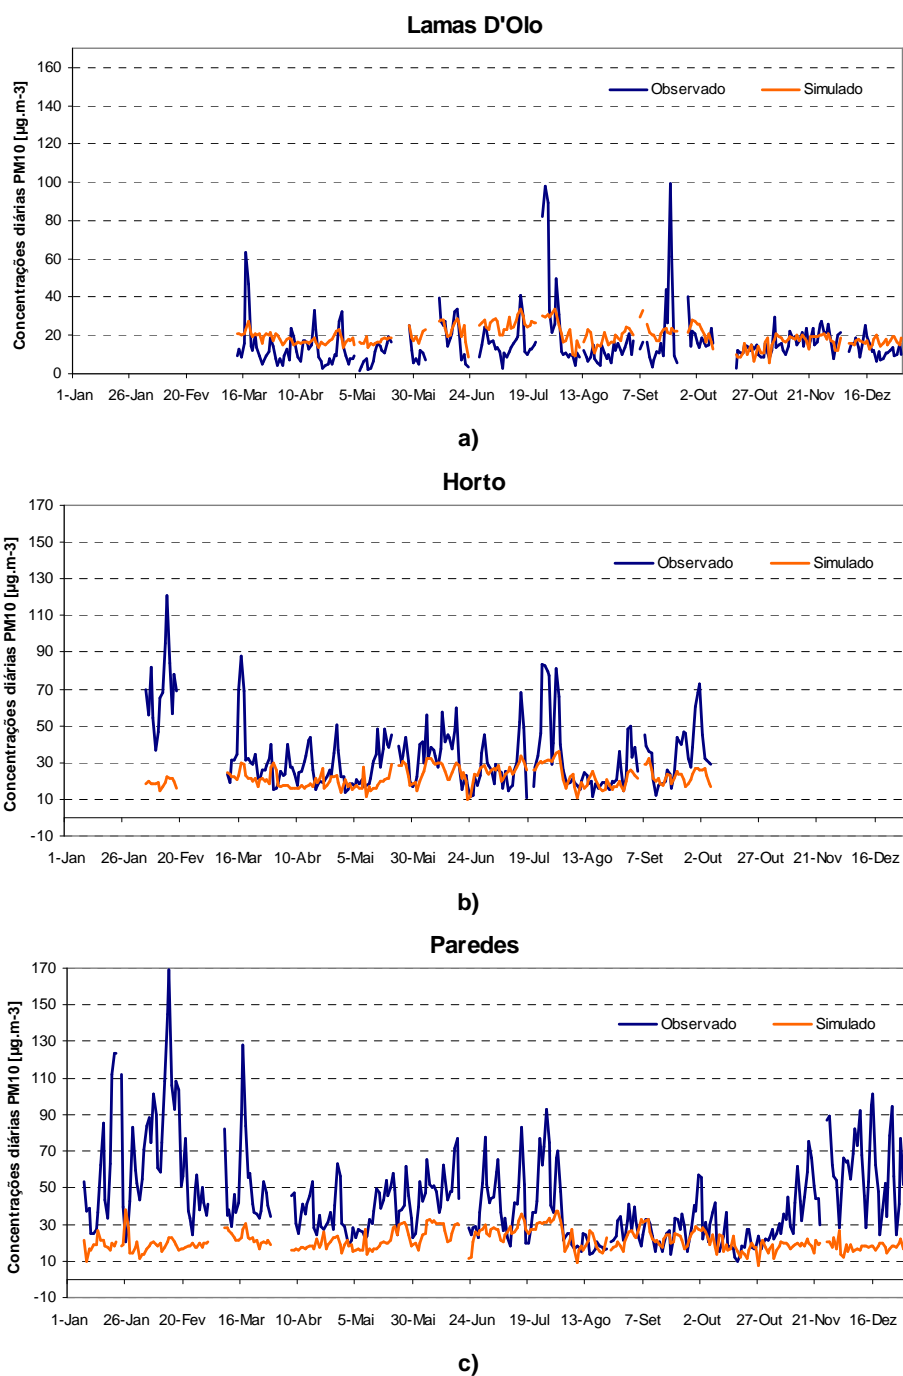 Lamas D'Olo
Concentrações diárias PM10 [µg.m-3]
160
140
120
100
80
60
40
20
0
Observado Simulado
1-Jan 26-Jan 20-Fev 16-Mar 10-Abr 5-Mai 30-Mai 24-Jun 19-Jul 13-Ago 7-Set 2-Out 27-Out 21-Nov 16-Dez
a)
Horto
Concentrações diárias PM10 [µg.m-3]
170
150
130
110
90
70
50
30
10
-10
Observado Simulado
1-Jan 26-Jan 20-Fev 16-Mar 10-Abr 5-Mai 30-Mai 24-Jun 19-Jul 13-Ago 7-Set 2-Out 27-Out 21-Nov 16-Dez
b)
Paredes
Concentrações diárias PM10 [µg.m-3]
170
150
130
110
90
70
50
30
10
-10
Observado Simulado
1-Jan 26-Jan 20-Fev 16-Mar 10-Abr 5-Mai 30-Mai 24-Jun 19-Jul 13-Ago 7-Set 2-Out 27-Out 21-Nov 16-Dez
c)